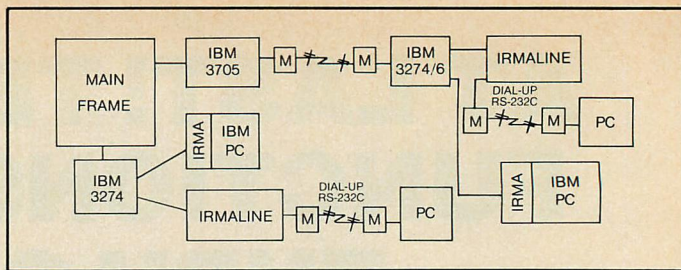 MAIN
FRAME
IBM
3705
M
M
IBM
3274/6
IRMALINE
DIAL-UP
RS-232C
M
M
PC
IRMA
IBM
PC
IBM
3274
IRMA
IBM
PC
IRMALINE
DIAL-UP
RS-232C
M
M
PC